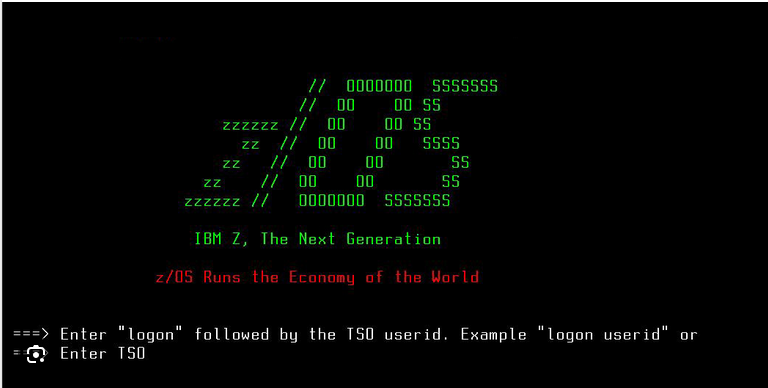 // OOOOOOO SSSSSSS
// OO OO SS
zzzzzz // OO OO SS
zz // OO OO SSSS
zz // OO OO SS
zz // OO OO SS
zzzzzz // OOOOOOO SSSSSSS
IBM Z, The Next Generation
z/OS Runs the Economy of the World
===> Enter "logon" followed by the TSO userid. Example "logon userid" or
Enter TSO